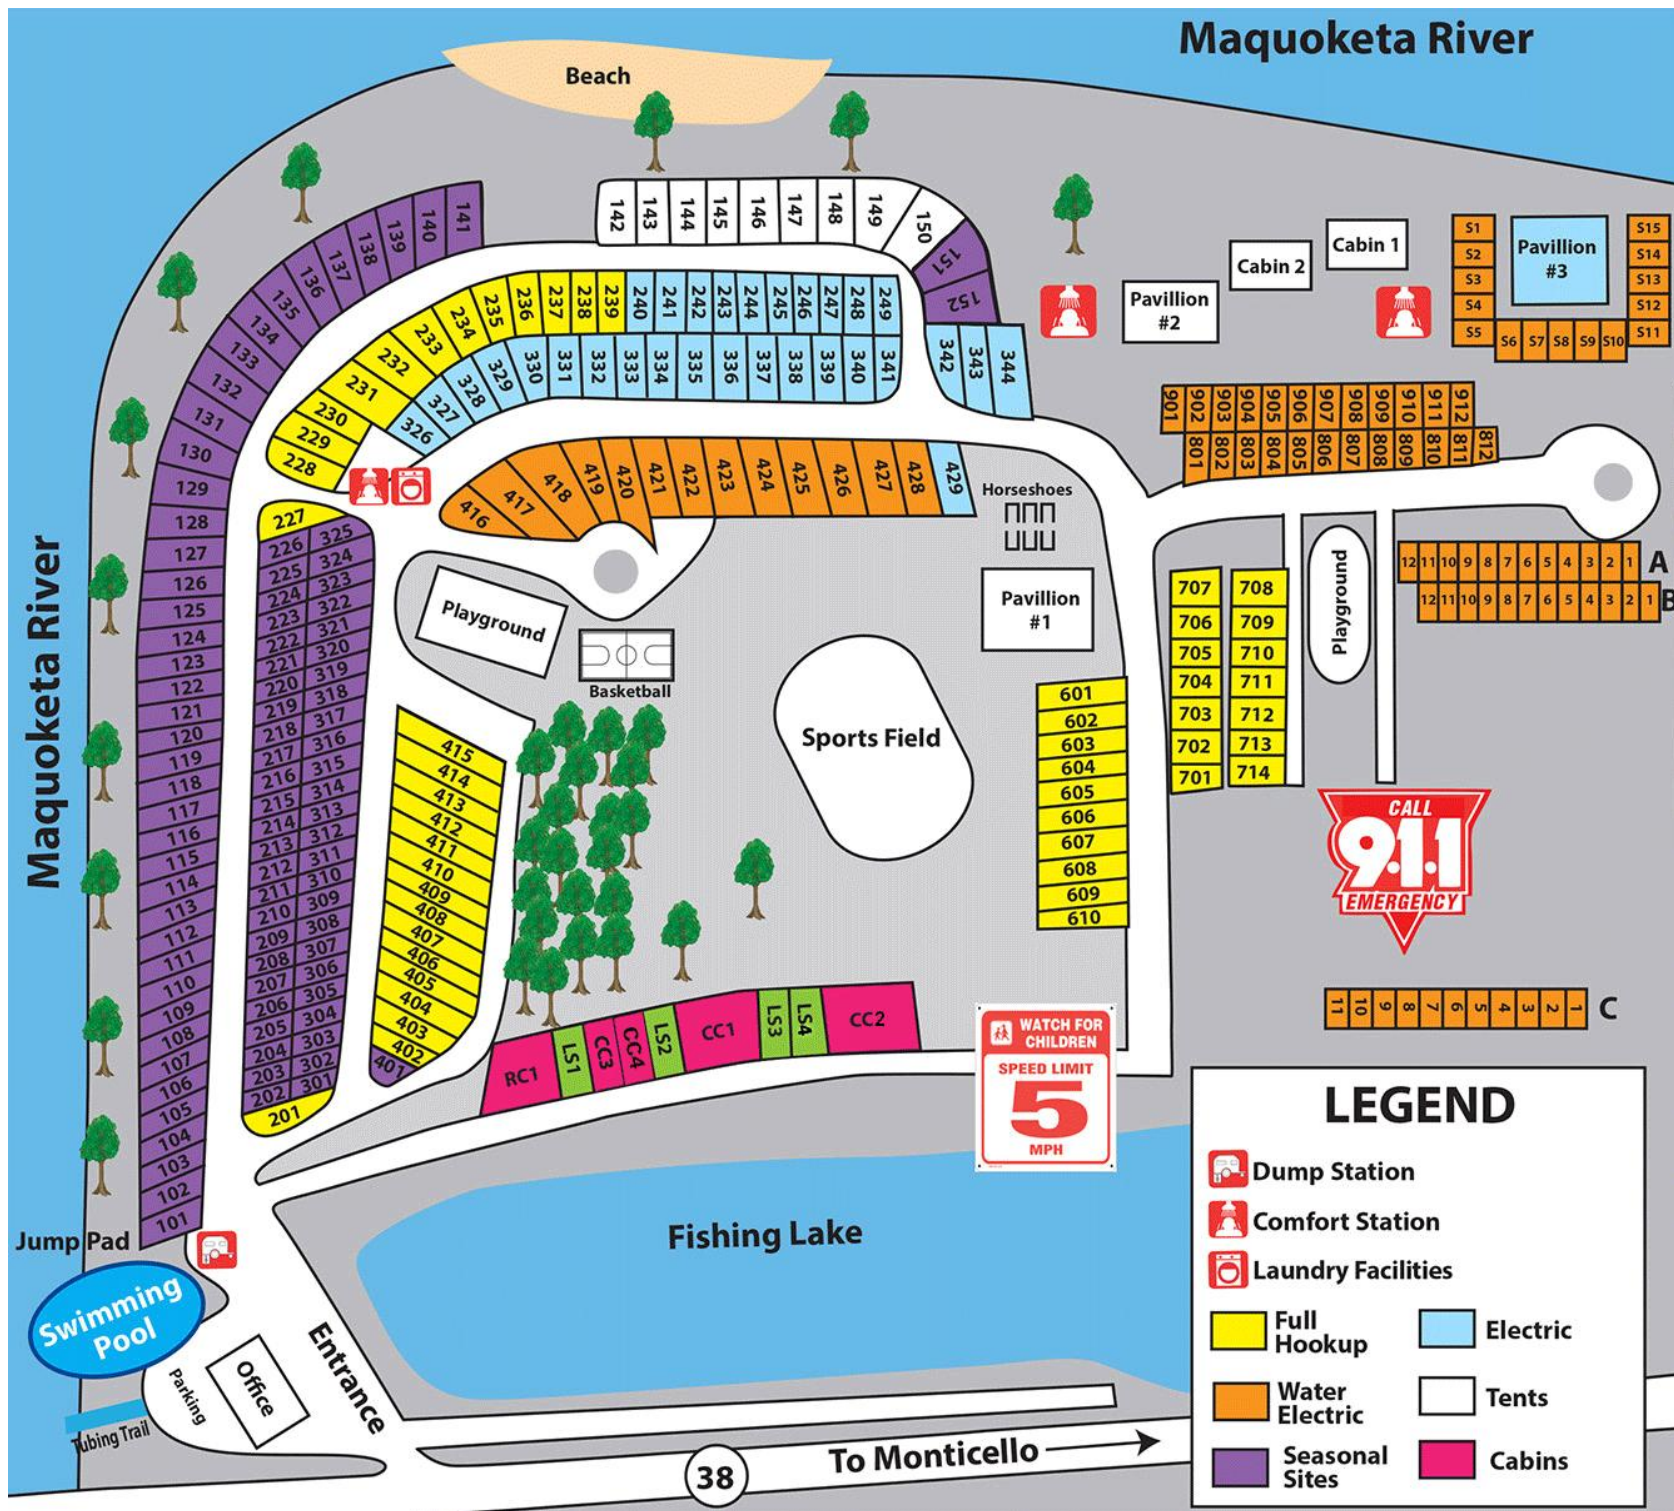 Maquoketa River
Beach
Maquoketa River
141
140
139
138
137
136
135
134
133
132
131
130
129
128
127
126
125
124
123
122
121
120
119
118
117
116
115
114
113
112
111
110
109
108
107
106
105
104
103
102
101
142 143 144 145 146 147 148 149 150
151
152
228
229
230
231
232
233
234
235 236 237 238 239 240 241 242 243 244 245 246 247 248 249
326
327
328
329
330 331 332 333 334 335 336 337 338 339 340 341
342 343 344
416
417
418
419 420 421 422 423 424 425 426 427 428 429
227
226 325
225 324
224 323
223 322
222 321
221 320
220 319
219 318
218 317
217 316
216 315
215 314
214 313
213 312
212 311
211 310
210 309
209 308
208 307
207 306
206 305
205 304
204 303
203 302
202 301
201
415
414
413
412
411
410
409
408
407
406
405
404
403
402
401
Playground
Basketball
Horseshoes
Pavillion
#1
Sports Field
601
602
603
604
605
606
607
608
609
610
RC1 LS1 CC3 CC4 LS2 CC1 LS3 LS4 CC2
Pavillion
#2
Cabin 2
Cabin 1
Pavillion
#3
S1
S2
S3
S4
S5
S6 S7 S8 S9 S10
S15
S14
S13
S12
S11
901 902 903 904 905 906 907 908 909 910 911 912
801 802 803 804 805 806 807 808 809 810 811 812
707 708
706 709
705 710
704 711
703 712
702 713
701 714
Playground
12 11 10 9 8 7 6 5 4 3 2 1 A
12 11 10 9 8 7 6 5 4 3 2 1 B
CALL
9.1.1
EMERGENCY
11 10 9 8 7 6 5 4 3 2 1 C
WATCH FOR
CHILDREN
SPEED LIMIT
5
MPH
Fishing Lake
Jump Pad
Swimming
Pool
Parking
Office
Entrance
Tubing Trail
38
To Monticello
LEGEND
Dump Station
Comfort Station
Laundry Facilities
Full
Hookup
Electric
Water
Electric
Tents
Seasonal
Sites
Cabins